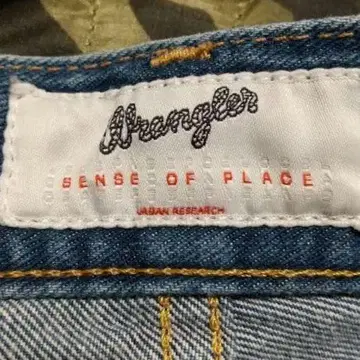 Wrangler
SENSE OF PLACE
URBAN RESEARCH